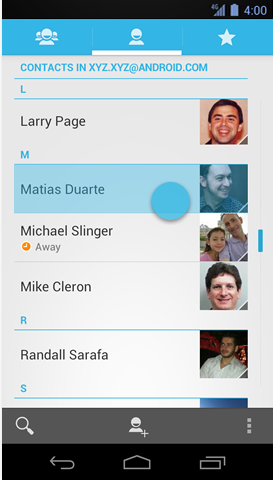 4G 4:00
CONTACTS IN XYZ.XYZ@ANDROID.COM
L
Larry Page
M
Matias Duarte
Michael Slinger
Away
Mike Cleron
R
Randall Sarafa
S